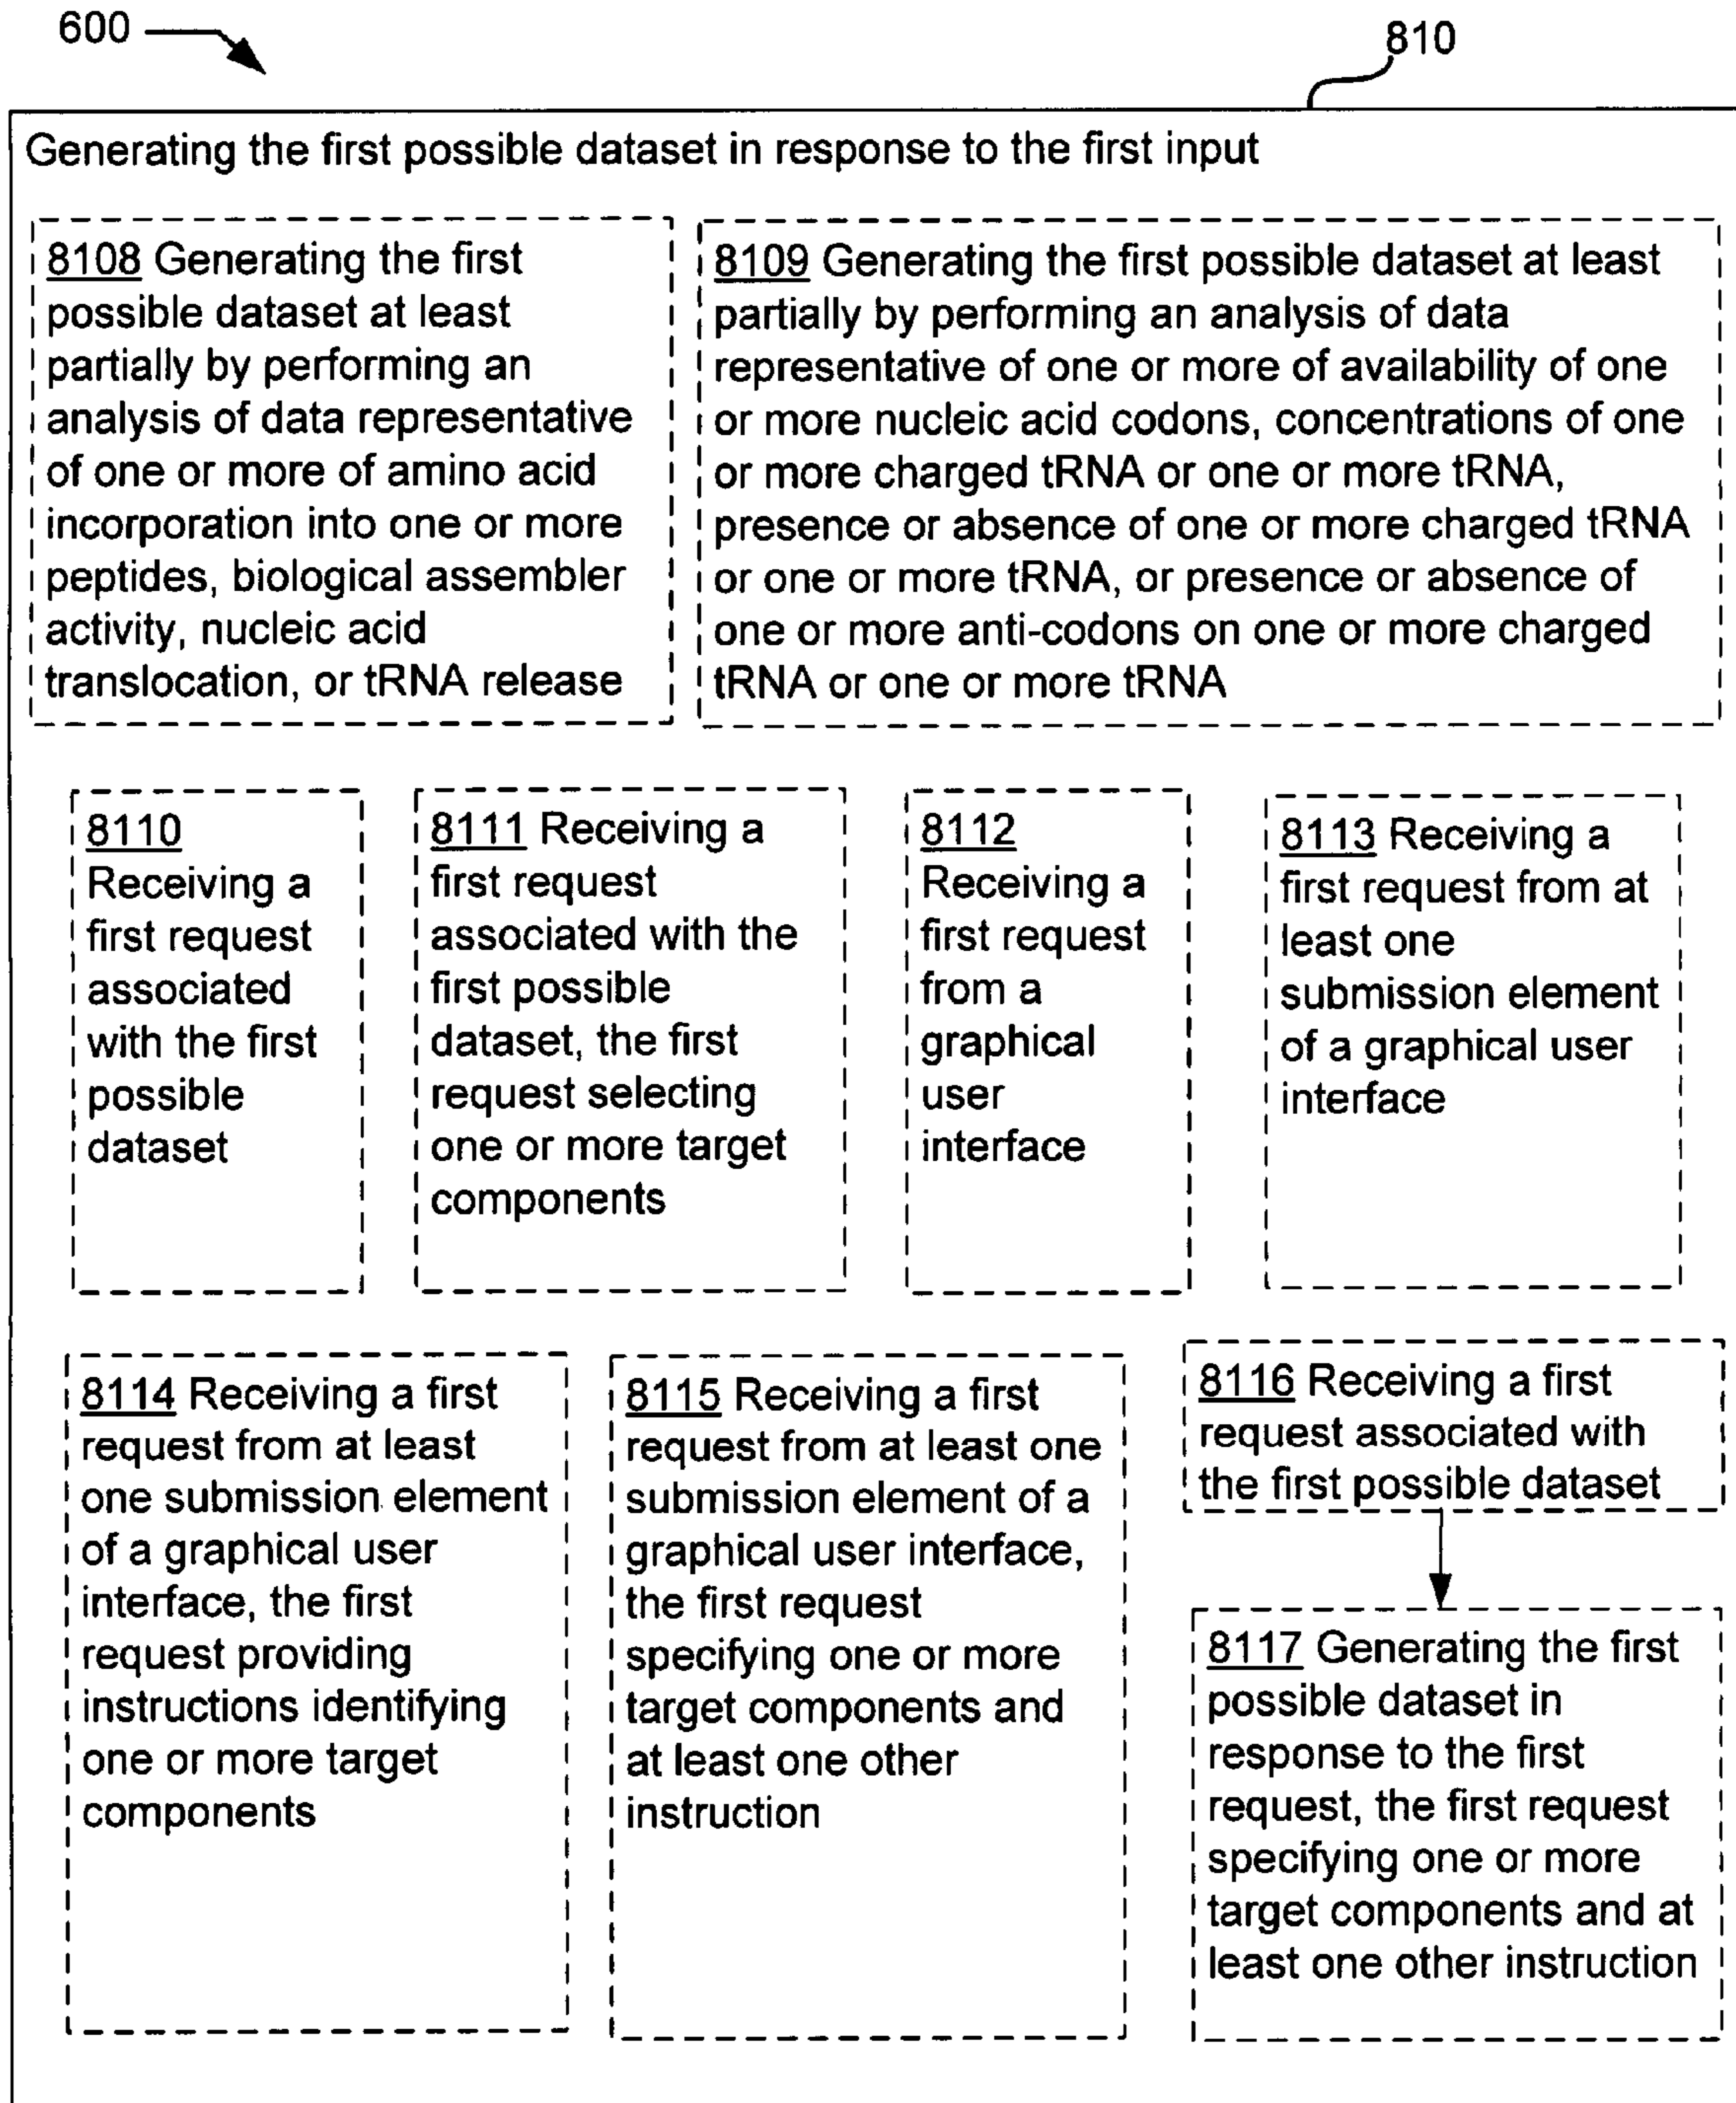 600
810
Generating the first possible dataset in response to the first input
8108 Generating the first
possible dataset at least
partially by performing an
analysis of data representative
of one or more of amino acid
incorporation into one or more
peptides, biological assembler
activity, nucleic acid
translocation, or tRNA release
8109 Generating the first possible dataset at least
partially by performing an analysis of data
representative of one or more of availability of one
or more nucleic acid codons, concentrations of one
or more charged tRNA or one or more tRNA,
presence or absence of one or more charged tRNA
or one or more tRNA, or presence or absence of
one or more anti-codons on one or more charged
tRNA or one or more tRNA
8110
Receiving a
first request
associated
with the first
possible
dataset
8111 Receiving a
first request
associated with the
first possible
dataset, the first
request selecting
one or more target
components
8112
Receiving a
first request
from a
graphical
user
interface
8113 Receiving a
first request from at
least one
submission element
of a graphical user
interface
8114 Receiving a first
request from at least
one submission element
of a graphical user
interface, the first
request providing
instructions identifying
one or more target
components
8115 Receiving a first
request from at least one
submission element of a
graphical user interface,
the first request
specifying one or more
target components and
at least one other
instruction
8116 Receiving a first
request associated with
the first possible dataset
8117 Generating the first
possible dataset in
response to the first
request, the first request
specifying one or more
target components and at
least one other instruction